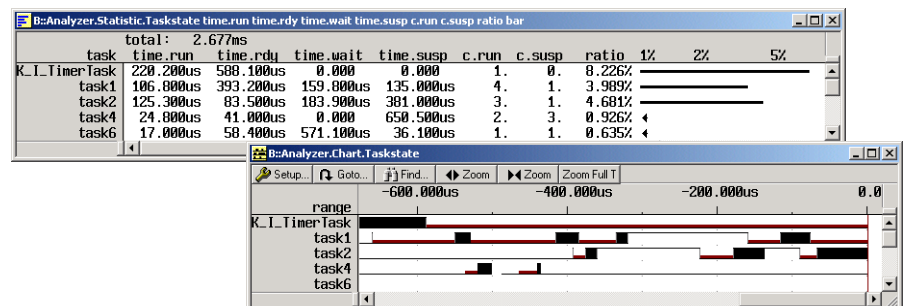 B::Analyzer.Statistic.Taskstate time.run time.rdy time.wait time.susp c.run c.susp ratio bar
total: 2.677ms
task time.run time.rdy time.wait time.susp c.run c.susp ratio 1% 2% 5%
K_I_TimerTask 220.200us 588.100us 0.000 0.000 1. 0. 8.226%
task1 106.800us 393.200us 159.800us 135.000us 4. 1. 3.989%
task2 125.300us 83.500us 183.900us 381.000us 3. 1. 4.681%
task4 24.800us 41.000us 0.000 650.500us 2. 3. 0.926%
task6 17.000us 58.400us 571.100us 36.100us 1. 1. 0.635%
B::Analyzer.Chart.Taskstate
Setup... Goto... Find... Zoom Zoom Zoom Full T
-600.000us -400.000us -200.000us 0.0
range
K_I_TimerTask
task1
task2
task4
task6